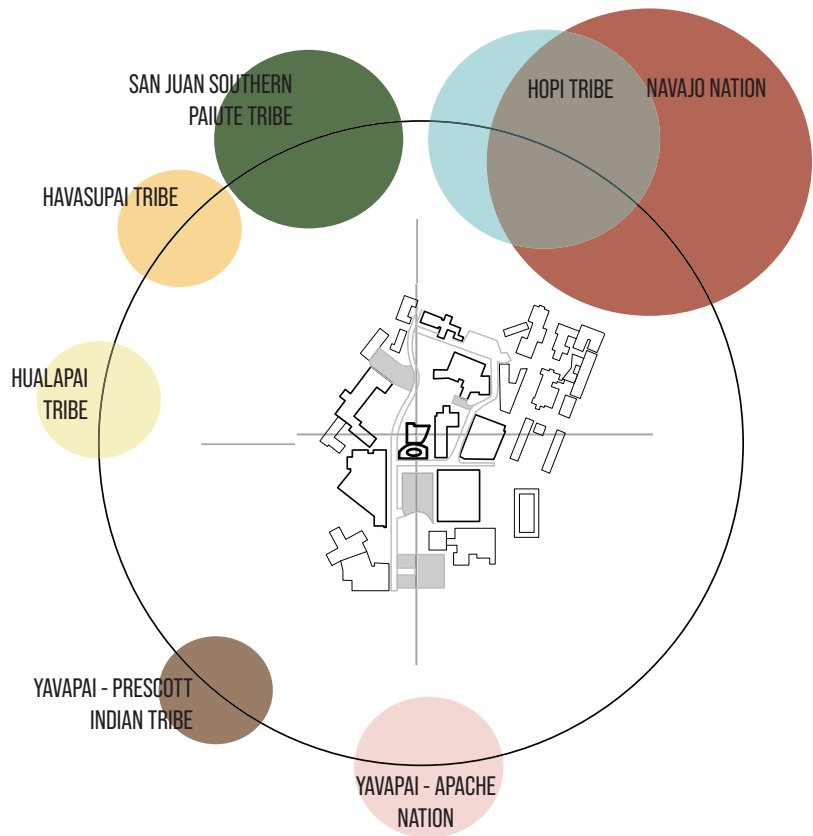 SAN JUAN SOUTHERN
PAIUTE TRIBE
HOPI TRIBE
NAVAJO NATION
HAVASUPAI TRIBE
HUALAPAI
TRIBE
YAVAPAI - PRESCOTT
INDIAN TRIBE
YAVAPAI - APACHE
NATION